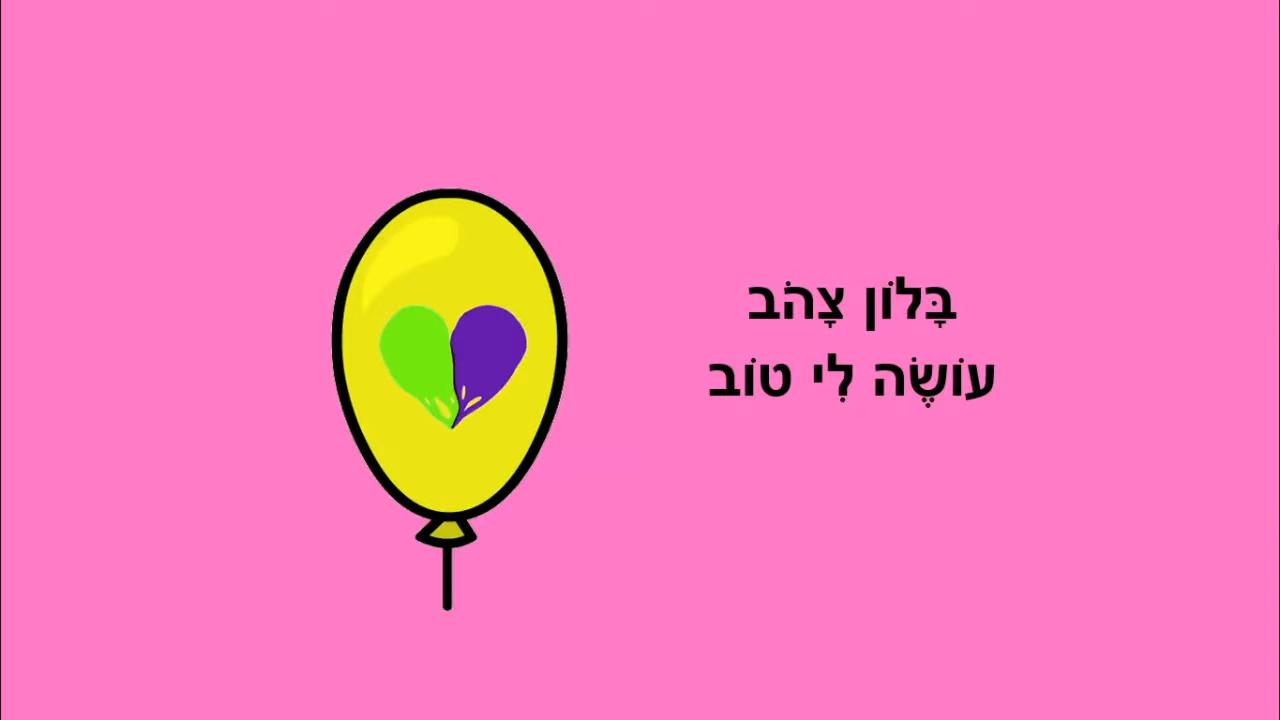 בָּלוֹן צָהֹב
עוֹשֶׂה לִי טוֹב